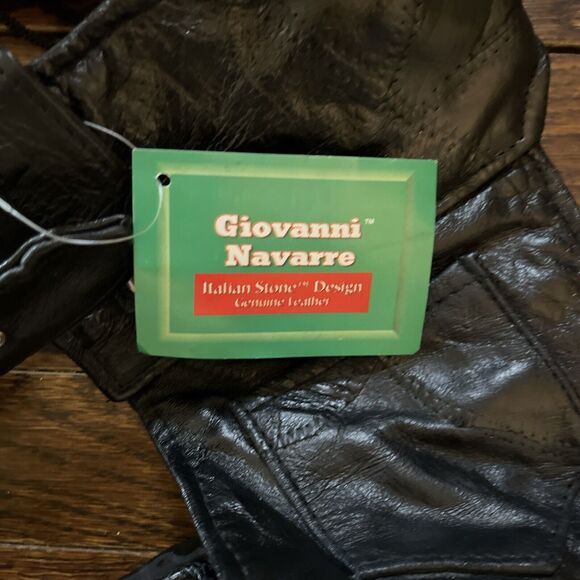 Giovanni™
Navarre
Italian Stone™ Design
Genuine Leather